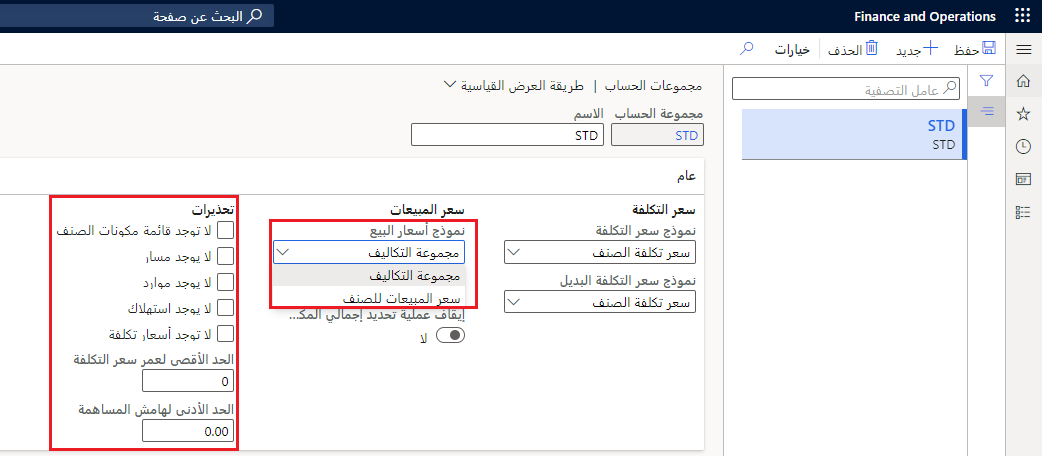 Finance and Operations
البحث عن صفحة
حفظ
جديد
الحذف
خيارات
عامل التصفية
STD
STD
مجموعات الحساب | طريقة العرض القياسية
مجموعة الحساب
STD
الاسم
STD
عام
سعر التكلفة
نموذج سعر التكلفة
سعر تكلفة الصنف
نموذج سعر التكلفة البديل
سعر تكلفة الصنف
سعر المبيعات
نموذج أسعار البيع
مجموعة التكاليف
مجموعة التكاليف
سعر المبيعات للصنف
إيقاف عملية تحديد إجمالي المك...
لا
تحذيرات
لا توجد قائمة مكونات الصنف
لا يوجد مسار
لا يوجد موارد
لا يوجد استهلاك
لا توجد أسعار تكلفة
الحد الأقصى لعمر سعر التكلفة
0
الحد الأدنى لهامش المساهمة
0.00